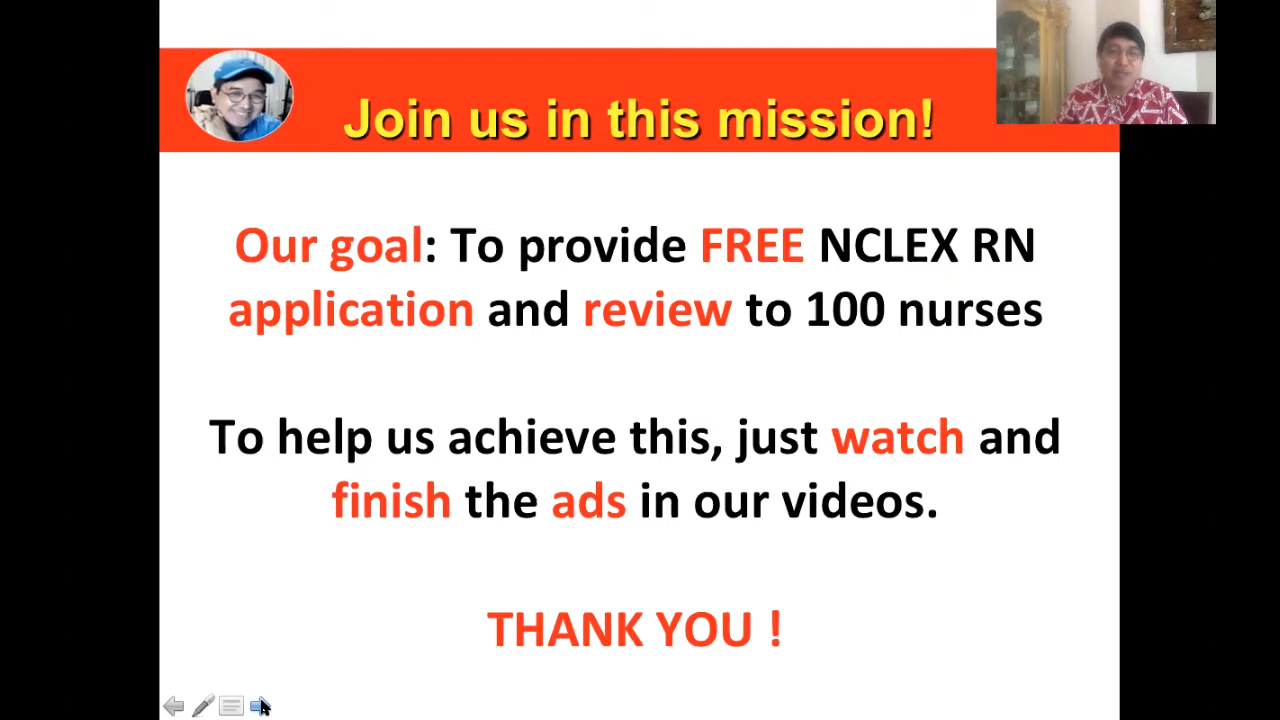 Join us in this mission!
Our goal: To provide FREE NCLEX RN
application and review to 100 nurses
To help us achieve this, just watch and
finish the ads in our videos.
THANK YOU !